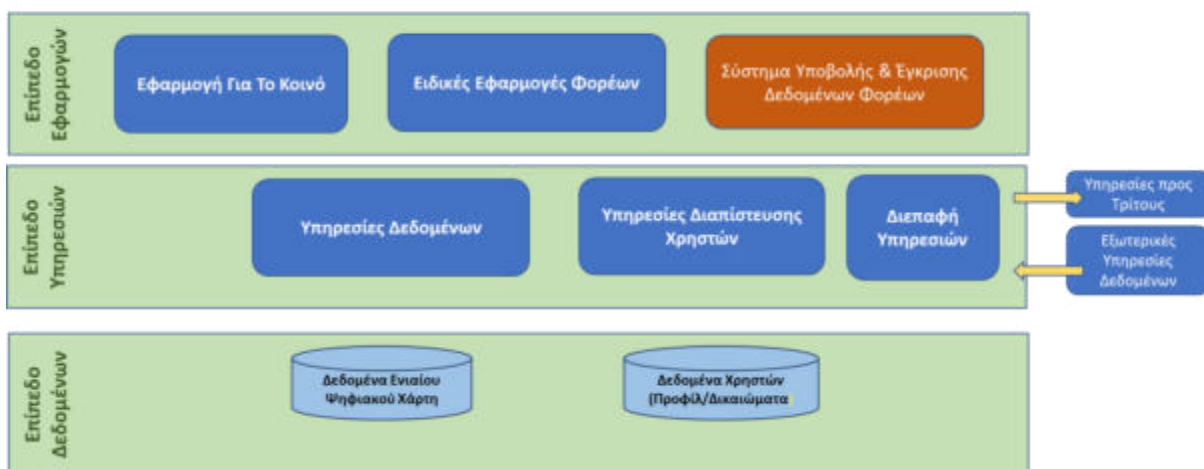 Επίπεδο
Εφαρμογών
Εφαρμογή Για Το Κοινό
Ειδικές Εφαρμογές Φορέων
Σύστημα Υποβολής & Έγκρισης
Δεδομένων Φορέων
Επίπεδο
Υπηρεσιών
Υπηρεσίες Δεδομένων
Υπηρεσίες Διαπίστευσης
Χρηστών
Διεπαφή
Υπηρεσιών
Υπηρεσίες προς
Τρίτους
Εξωτερικές
Υπηρεσίες
Δεδομένων
Επίπεδο
Δεδομένων
Δεδομένα Ενιαίου
Ψηφιακού Χάρτη
Δεδομένα Χρηστών
(Προφίλ/Δικαιώματα)